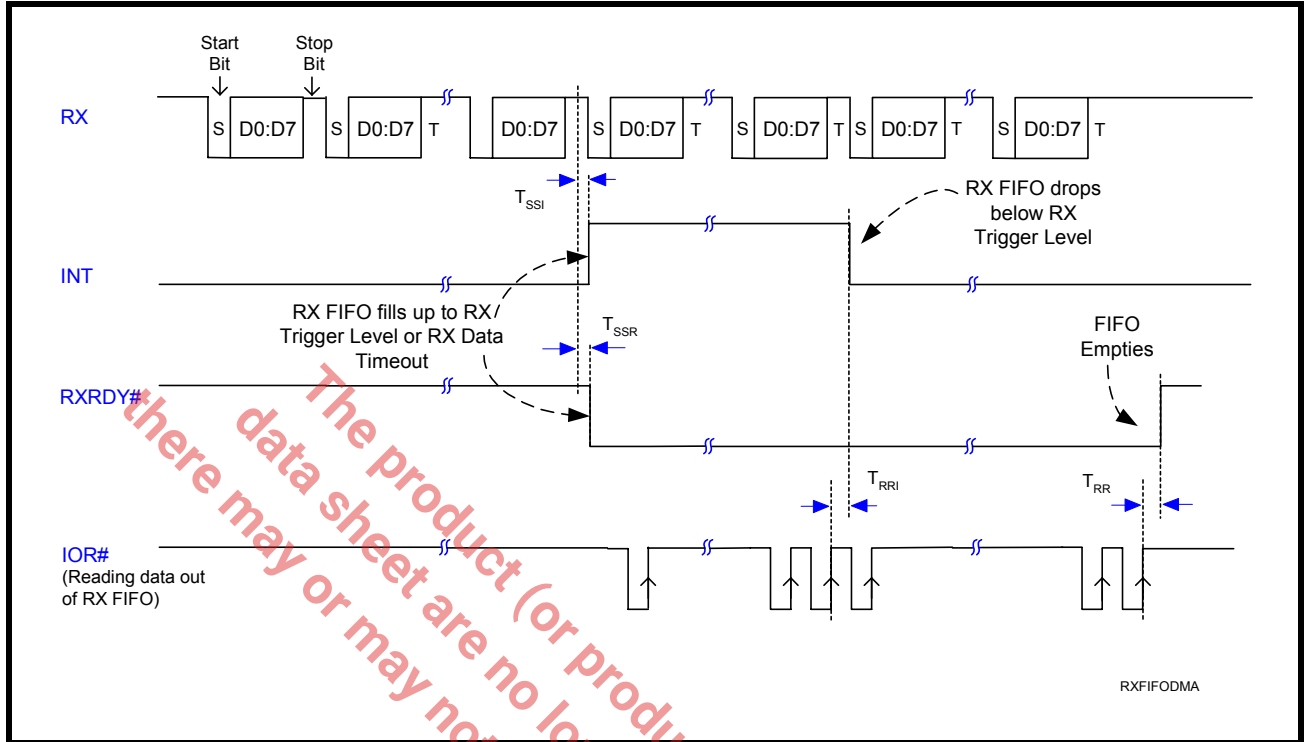 Start
Bit
Stop
Bit
RX
S D0:D7 S D0:D7 T D0:D7 S D0:D7 T S D0:D7 T S D0:D7 T S D0:D7 T
TSSI
RX FIFO drops
below RX
Trigger Level
INT
RX FIFO fills up to RX
Trigger Level or RX Data
Timeout
TSSR
FIFO
Empties
RXRDY#
TRRI
TRR
IOR#
(Reading data out
of RX FIFO)
RXFIFODMA
The product (or produ
data sheet are no lo
there may or may not